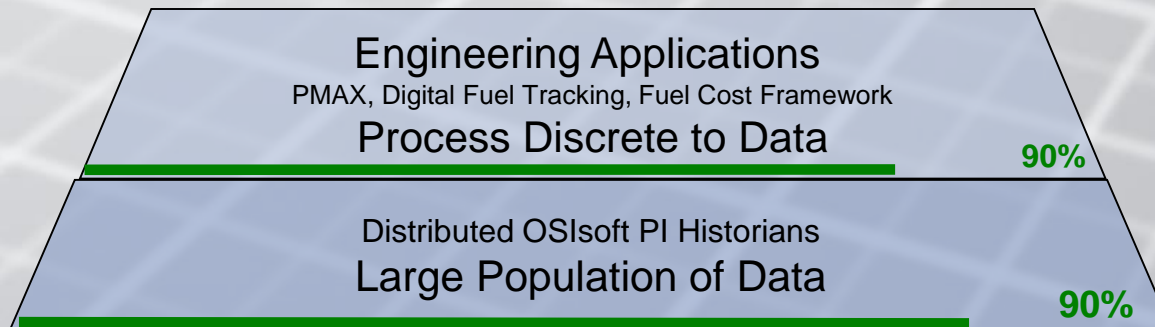 Engineering Applications
PMAX, Digital Fuel Tracking, Fuel Cost Framework
Process Discrete to Data
90%
Distributed OSIsoft PI Historians
Large Population of Data
90%